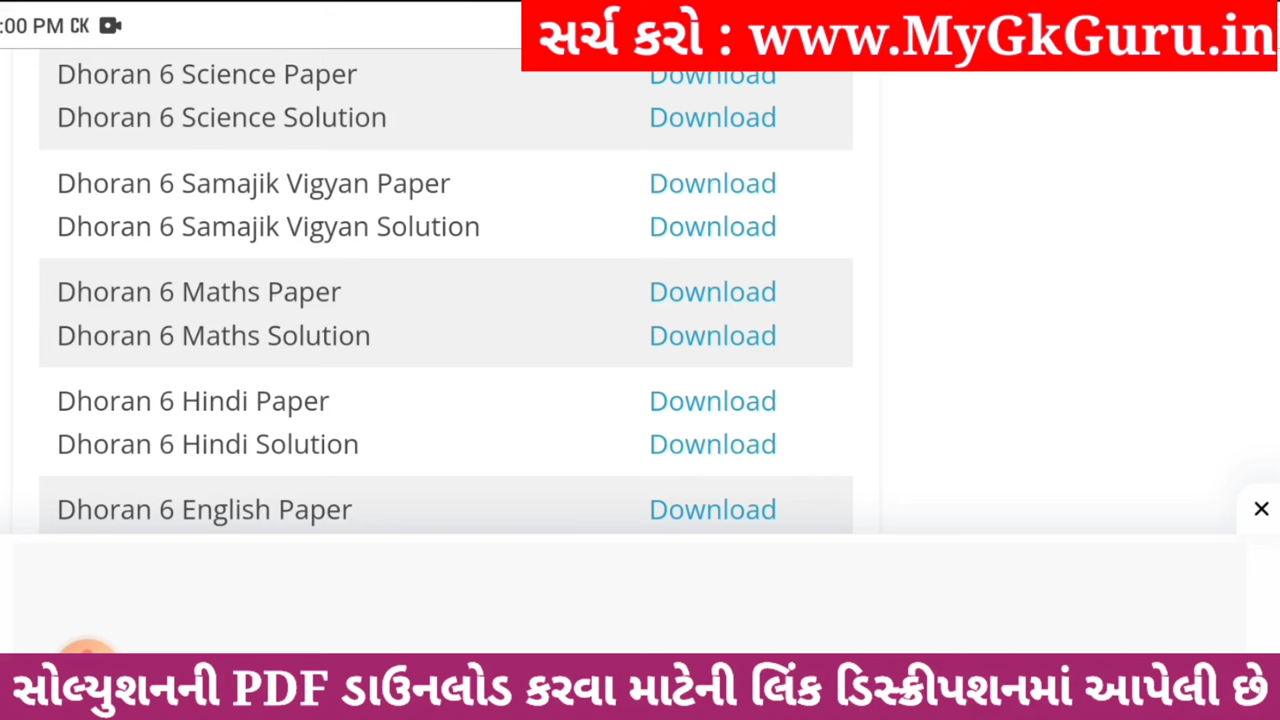 :00 PM CK
સર્ચ કરો : www.MyGkGuru.in
Dhoran 6 Science Paper Download
Dhoran 6 Science Solution Download
Dhoran 6 Samajik Vigyan Paper Download
Dhoran 6 Samajik Vigyan Solution Download
Dhoran 6 Maths Paper Download
Dhoran 6 Maths Solution Download
Dhoran 6 Hindi Paper Download
Dhoran 6 Hindi Solution Download
Dhoran 6 English Paper Download
સોલ્યુશનની PDF ડાઉનલોડ કરવા માટેની લિંક ડિસ્ક્રીપશનમાં આપેલી છે